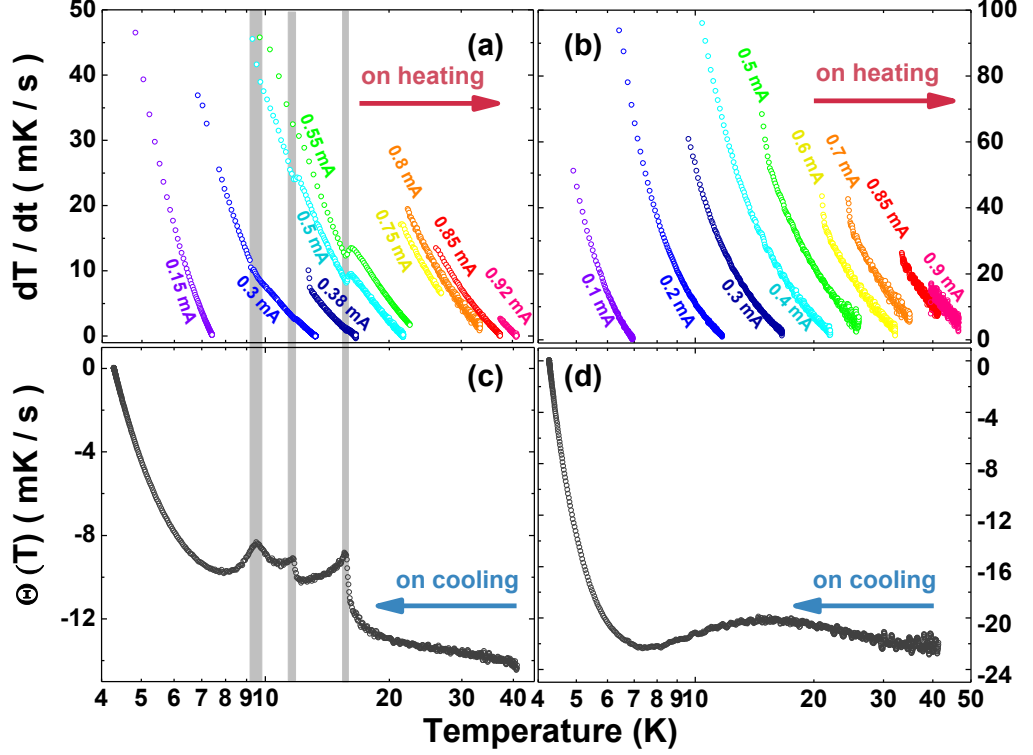 50
40
30
20
10
0
dT / dt ( mK / s )
(a)
on heating
0.15 mA
0.3 mA
0.38 mA
0.5 mA
0.55 mA
0.75 mA
0.8 mA
0.85 mA
0.92 mA
(b)
on heating
0.1 mA
0.2 mA
0.3 mA
0.4 mA
0.5 mA
0.6 mA
0.7 mA
0.85 mA
0.9 mA
100
80
60
40
20
0
0
-4
-8
-12
Θ (T) ( mK / s )
(c)
on cooling
(d)
on cooling
0
-4
-8
-12
-16
-20
-24
4 5 6 7 8 9 10 20 30 40
4 5 6 7 8 9 10 20 30 40 50
Temperature (K)